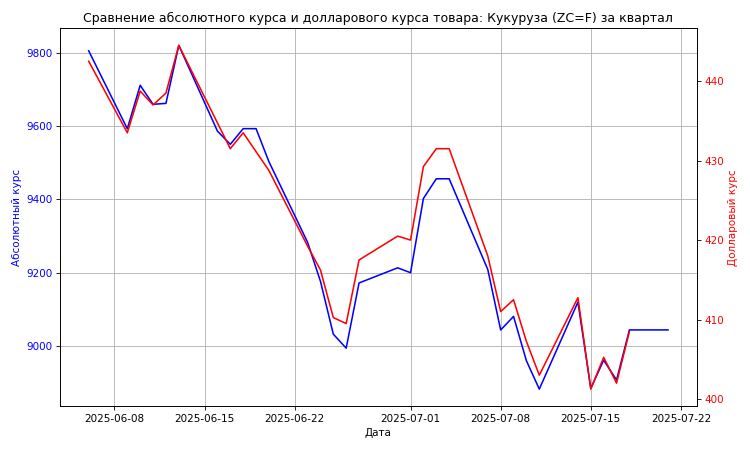 Сравнение абсолютного курса и долларового курса товара: Кукуруза (ZC=F) за квартал
9800
9600
9400
9200
9000
Абсолютный курс
440
430
420
410
400
Долларовый курс
2025-06-08 2025-06-15 2025-06-22 2025-07-01 2025-07-08 2025-07-15 2025-07-22
Дата